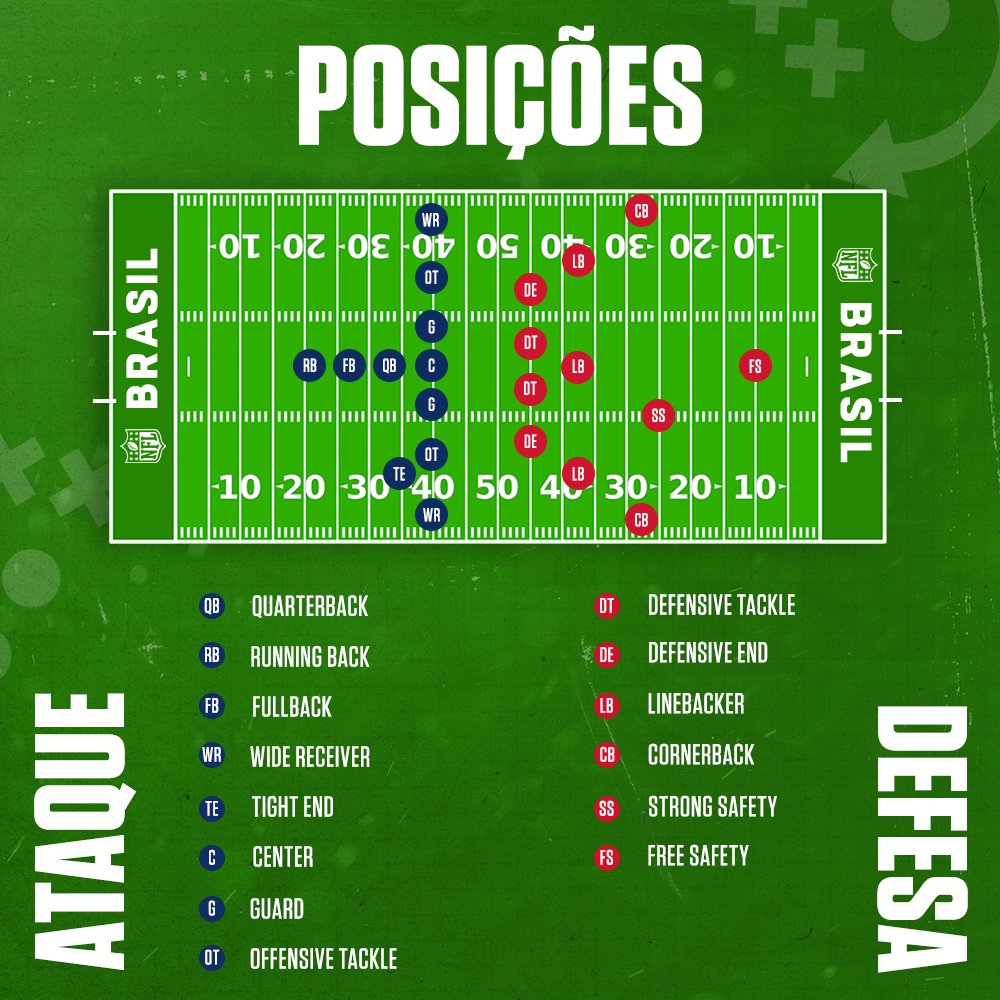 POSIÇÕES
BRASIL
NFL
10 20 30 40 50 40 30 20 10
WR
CB
LB
OT
DE
G
DT
RB FB QB C LB FS
DT
G
SS
DE
OT
TE
LB
10 20 30 40 50 40 30 20 10
WR
CB
NFL
BRASIL
ATAQUE
QB QUARTERBACK
RB RUNNING BACK
FB FULLBACK
WR WIDE RECEIVER
TE TIGHT END
C CENTER
G GUARD
OT OFFENSIVE TACKLE
DEFESA
DT DEFENSIVE TACKLE
DE DEFENSIVE END
LB LINEBACKER
CB CORNERBACK
SS STRONG SAFETY
FS FREE SAFETY